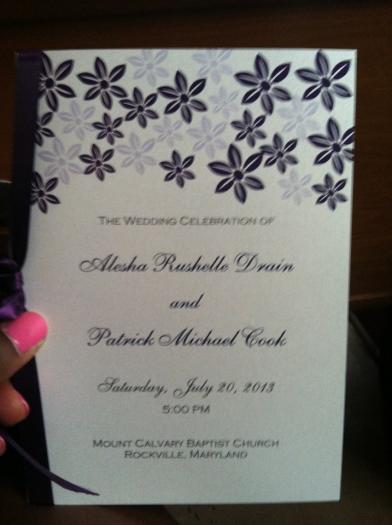 The Wedding Celebration of
Alesha Rushelle Drain
and
Patrick Michael Cook
Saturday, July 20, 2013
5:00 PM
Mount Calvary Baptist Church
Rockville, Maryland